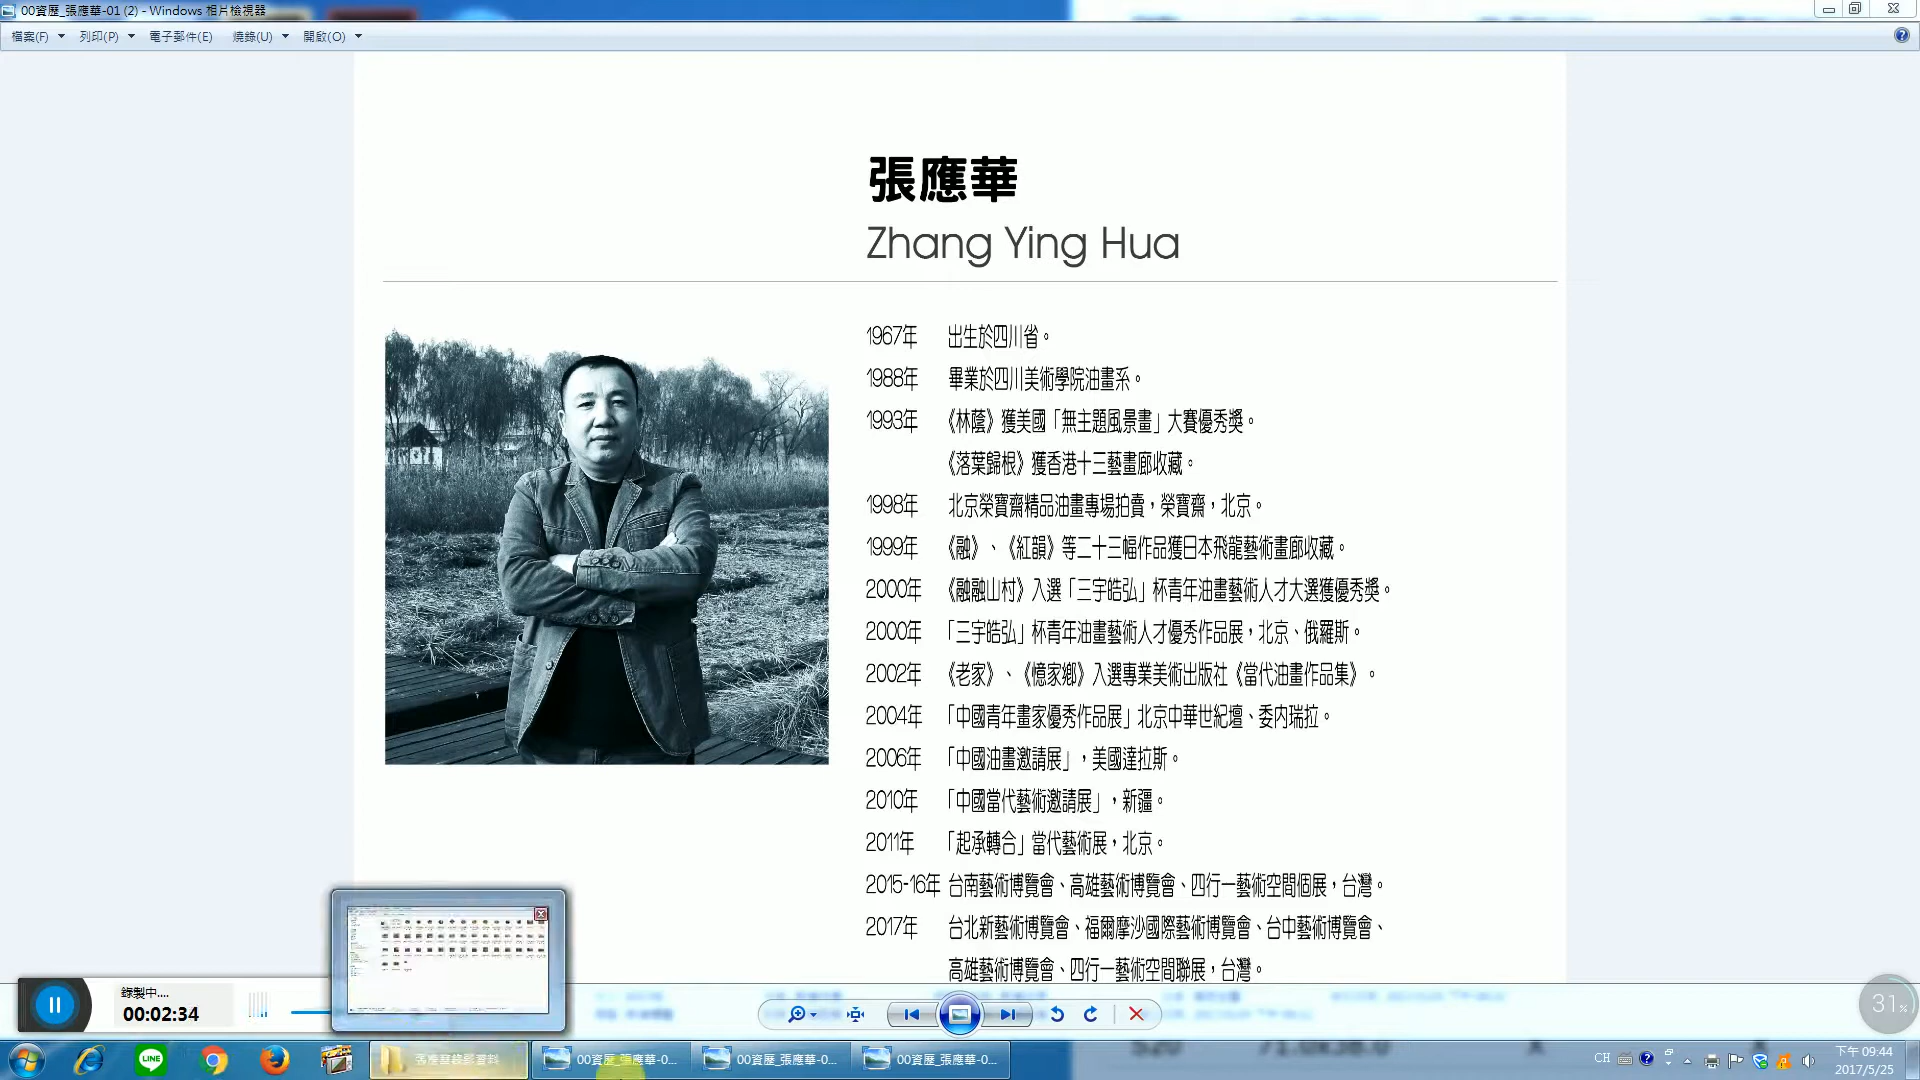 00資歷_張應華-01 (2) - Windows 相片檢視器
檔案(F) 列印(P) 電子郵件(E) 燒錄(U) 開啟(O)
張應華
Zhang Ying Hua
1967年 出生於四川省。
1988年 畢業於四川美術學院油畫系。
1993年 《林蔭》獲美國「無主題風景畫」大賽優秀獎。
《落葉歸根》獲香港十三藝畫廊收藏。
1998年 北京榮寶齋精品油畫專場拍賣，榮寶齋，北京。
1999年 《融》、《紅韻》等二十三幅作品獲日本飛龍藝術畫廊收藏。
2000年 《融融山村》入選「三宇皓弘」杯青年油畫藝術人才大選獲優秀獎。
2000年 「三宇皓弘」杯青年油畫藝術人才優秀作品展，北京、俄羅斯。
2002年 《老家》、《憶家鄉》入選專業美術出版社《當代油畫作品集》。
2004年 「中國青年畫家優秀作品展」北京中華世紀壇、委內瑞拉。
2006年 「中國油畫邀請展」，美國達拉斯。
2010年 「中國當代藝術邀請展」，新疆。
2011年 「起承轉合」當代藝術展，北京。
2015-16年 台南藝術博覽會、高雄藝術博覽會、四行一藝術空間個展，台灣。
2017年 台北新藝術博覽會、福爾摩沙國際藝術博覽會、台中藝術博覽會、
高雄藝術博覽會、四行一藝術空間聯展，台灣。
錄製中....
00:02:34
31%
LINE
00資歷_張應華-0... 00資歷_張應華-0... 00資歷_張應華-0...
CH
下午 09:44
2017/5/25